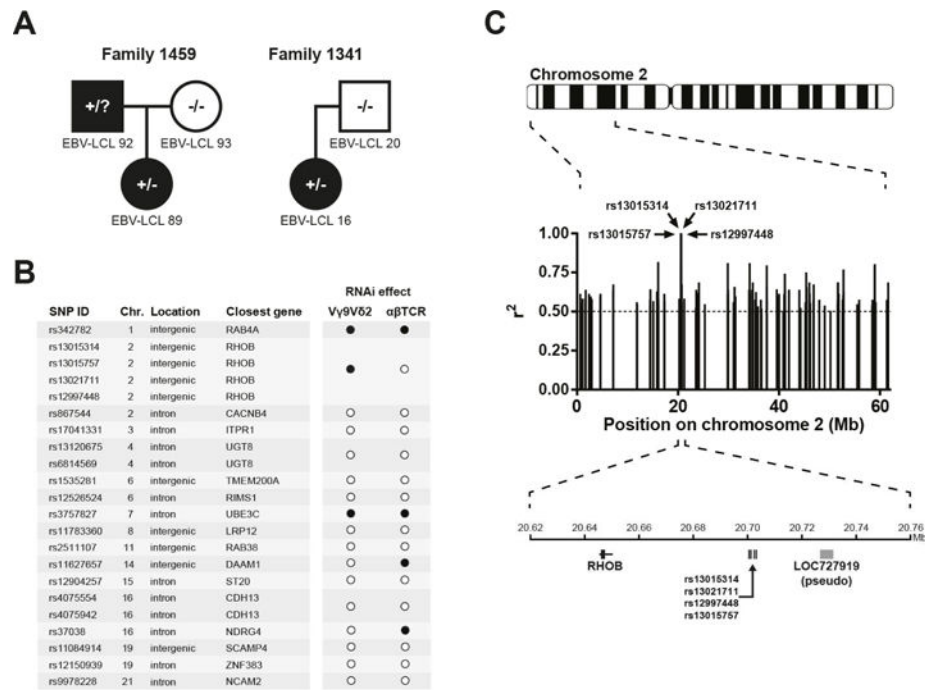 A
Family 1459
Family 1341
+/?
-/-
-/-
EBV-LCL 92
EBV-LCL 93
EBV-LCL 20
+/-
+/-
EBV-LCL 89
EBV-LCL 16
B
RNAi effect
SNP ID Chr. Location Closest gene Vγ9Vδ2 αβTCR
rs342782 1 intergenic RAB4A
rs13015314 2 intergenic RHOB
rs13015757 2 intergenic RHOB
rs13021711 2 intergenic RHOB
rs12997448 2 intergenic RHOB
rs867544 2 intron CACNB4
rs17041331 3 intron ITPR1
rs13120675 4 intron UGT8
rs6814569 4 intron UGT8
rs1535281 6 intergenic TMEM200A
rs12526524 6 intron RIMS1
rs3757827 7 intron UBE3C
rs11783360 8 intergenic LRP12
rs2511107 11 intergenic RAB38
rs11627657 14 intergenic DAAM1
rs12904257 15 intron ST20
rs4075554 16 intron CDH13
rs4075942 16 intron CDH13
rs37038 16 intron NDRG4
rs11084914 19 intergenic SCAMP4
rs12150939 19 intron ZNF383
rs9978228 21 intron NCAM2
C
Chromosome 2
rs13015314 rs13021711
rs13015757 rs12997448
1.00
0.75
0.50
0.25
0.00
r²
0 20 40 60
Position on chromosome 2 (Mb)
20.62 20.64 20.66 20.68 20.70 20.72 20.74 20.76
Mb
RHOB
LOC727919
(pseudo)
rs13015314
rs13021711
rs12997448
rs13015757